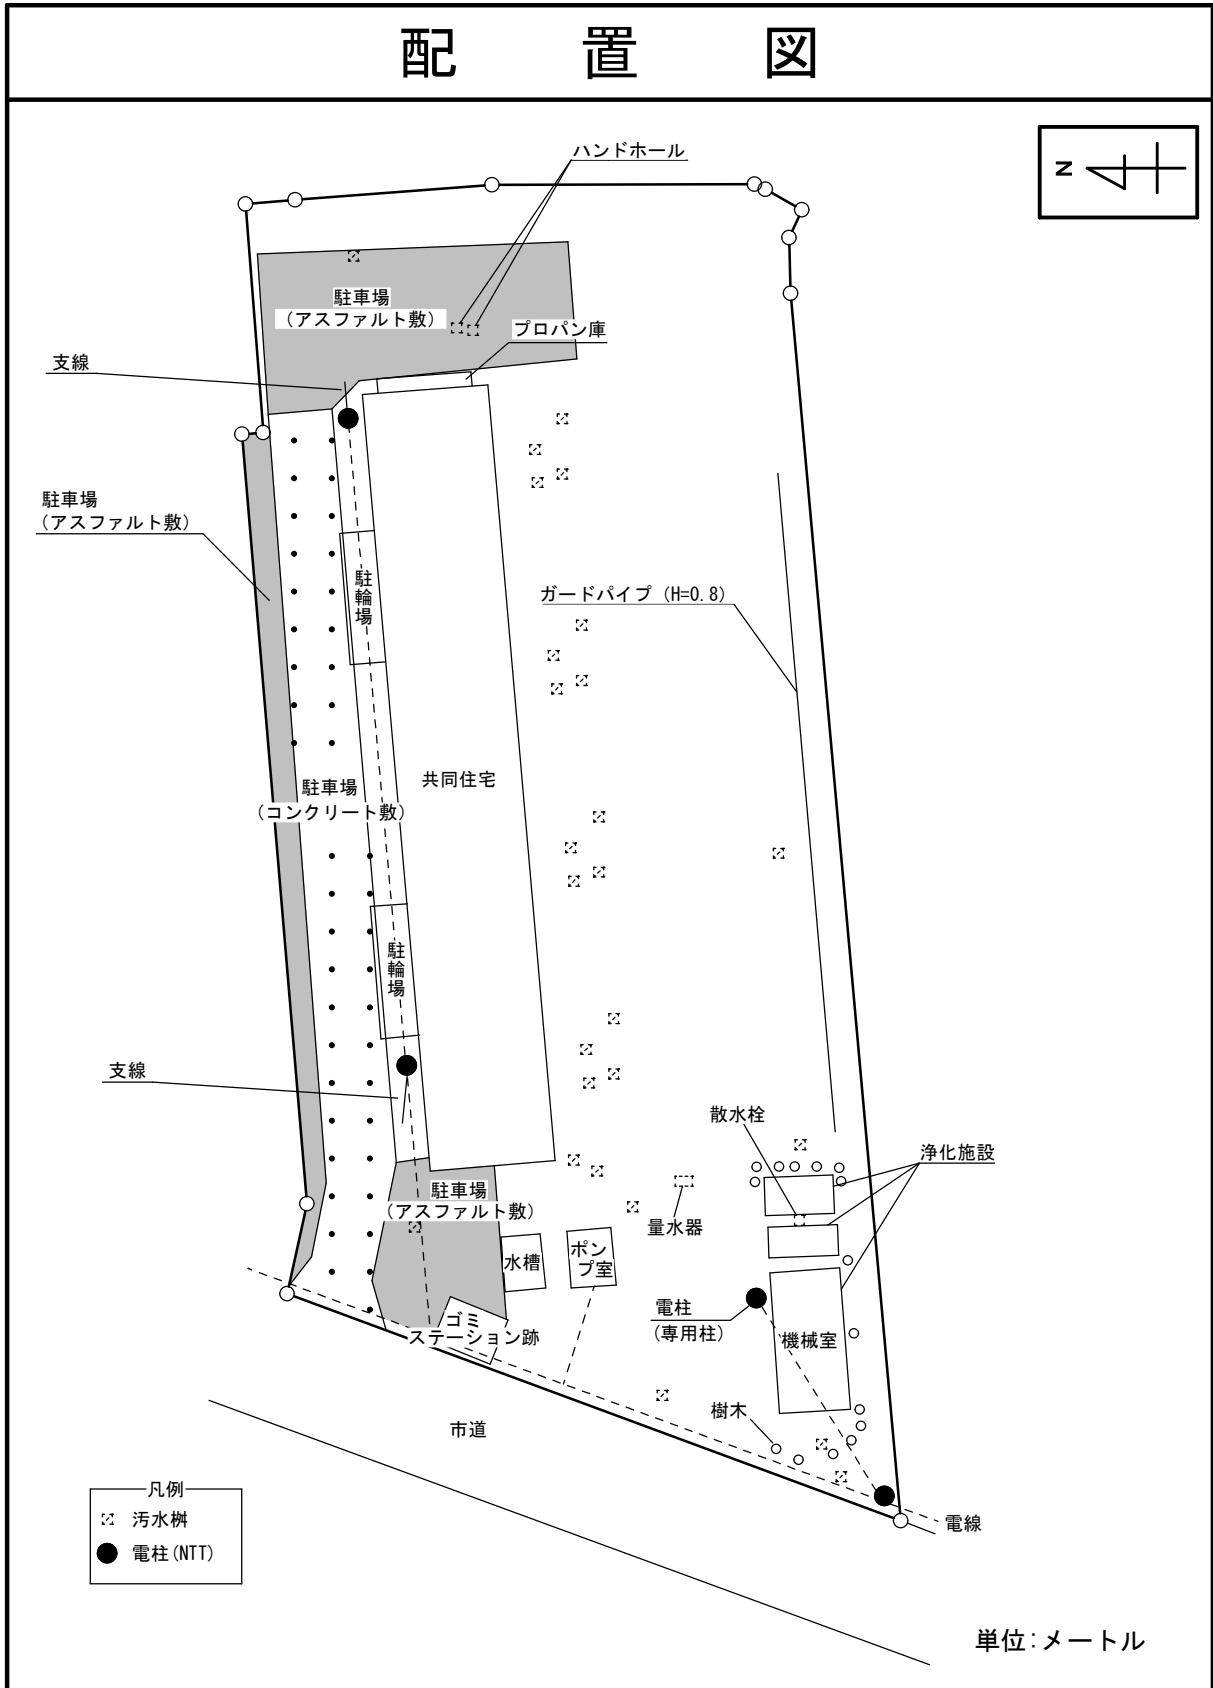 配置図
N
ハンドホール
駐車場
(アスファルト敷)
プロパン庫
支線
駐車場
(アスファルト敷)
駐輪場
ガードパイプ (H=0.8)
共同住宅
駐車場
(コンクリート敷)
駐輪場
支線
散水栓
浄化施設
駐車場
(アスファルト敷)
量水器
水槽
ポン
プ室
電柱
(専用柱)
ゴミ
ステーション跡
機械室
樹木
市道
凡例
汚水桝
電柱(NTT)
電線
単位:メートル